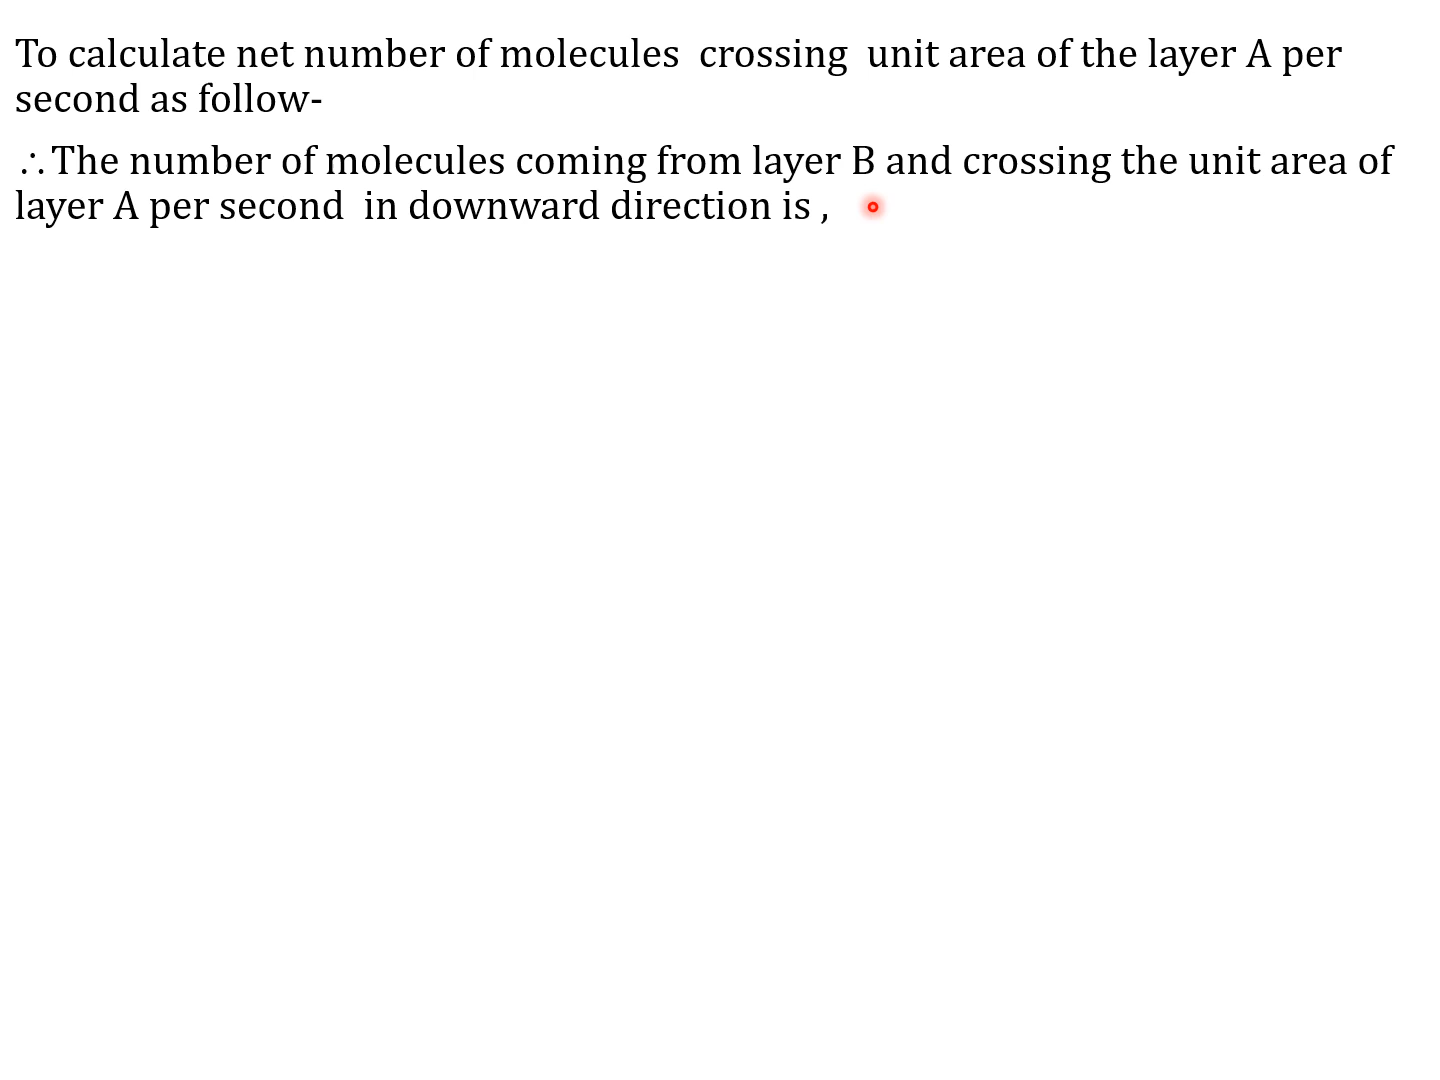 To calculate net number of molecules  crossing  unit area of the layer A per
second as follow-
∴The number of molecules coming from layer B and crossing the unit area of
layer A per second  in downward direction is ,